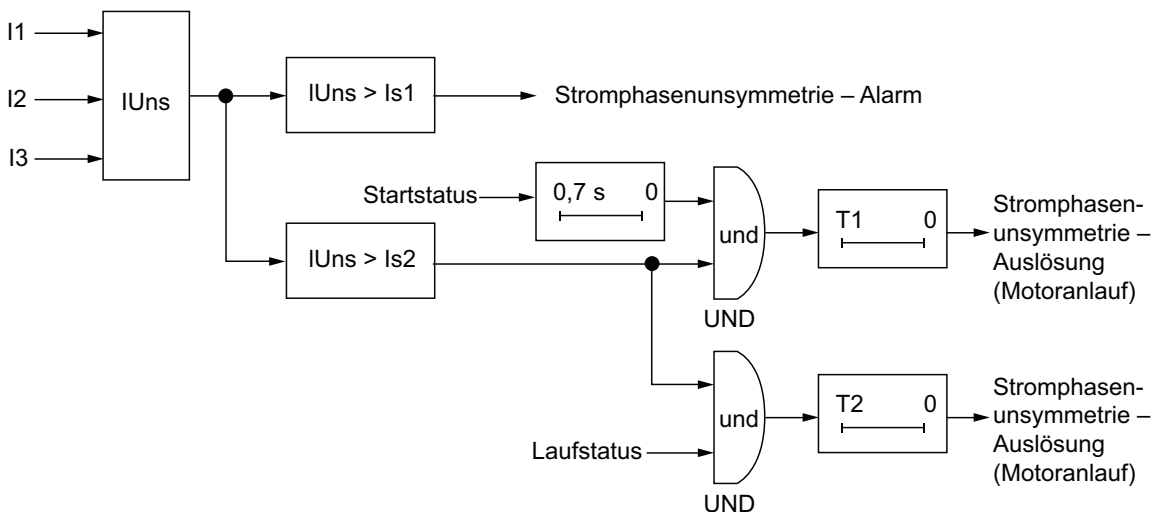 I1
I2
I3
IUns
IUns > Is1
Stromphasenunsymmetrie – Alarm
Startstatus
0,7 s 0
IUns > Is2
und
UND
T1 0
Stromphasen-
unsymmetrie –
Auslösung
(Motoranlauf)
Laufstatus
und
UND
T2 0
Stromphasen-
unsymmetrie –
Auslösung
(Motoranlauf)